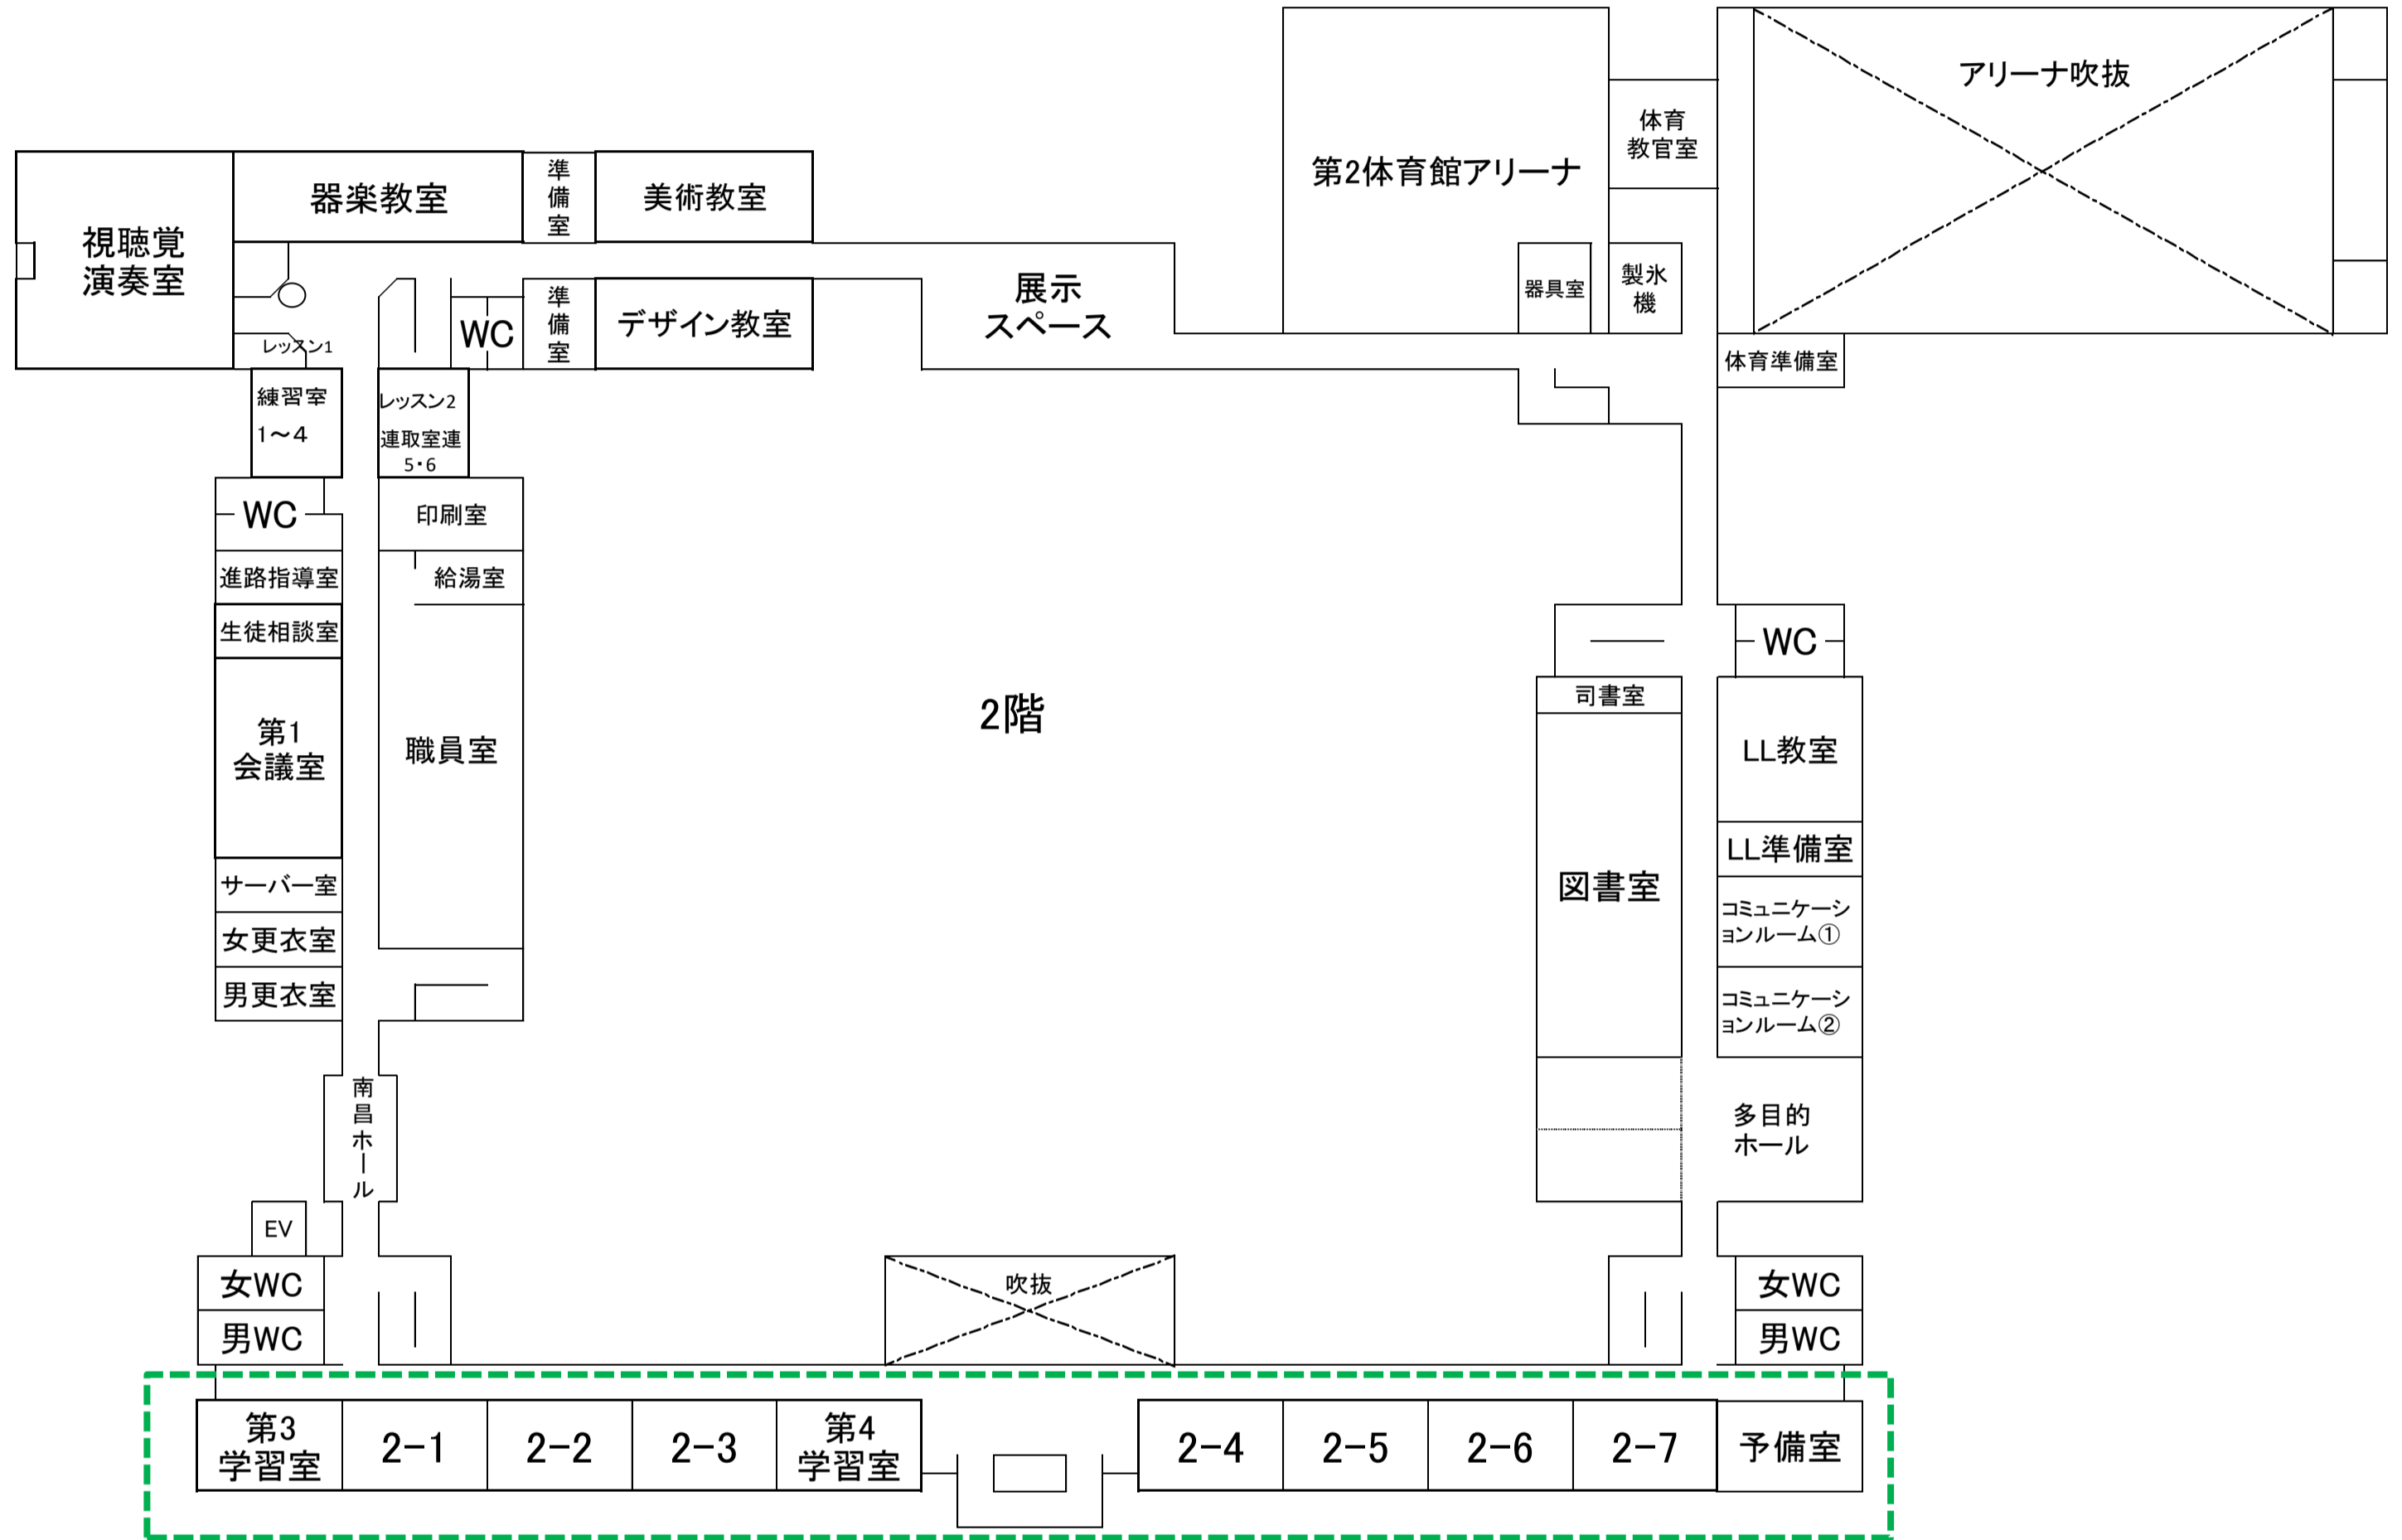 アリーナ吹抜
体育
教官室
第2体育館アリーナ
器楽教室
準
備
室
美術教室
視聴覚
演奏室
展示
スペース
器具室
製氷
機
WC
準
備
室
デザイン教室
レッスン1
体育準備室
練習室
1～4
レッスン2
連取室連
5・6
WC
印刷室
進路指導室
給湯室
生徒相談室
WC
司書室
2階
第1
会議室
職員室
LL教室
LL準備室
サーバー室
図書室
コミュニケーシ
ョンルーム①
女更衣室
男更衣室
コミュニケーシ
ョンルーム②
南
昌
ホ
ー
ル
多目的
ホール
EV
女WC
吹抜
女WC
男WC
男WC
第3
学習室
2-1
2-2
2-3
第4
学習室
2-4
2-5
2-6
2-7
予備室